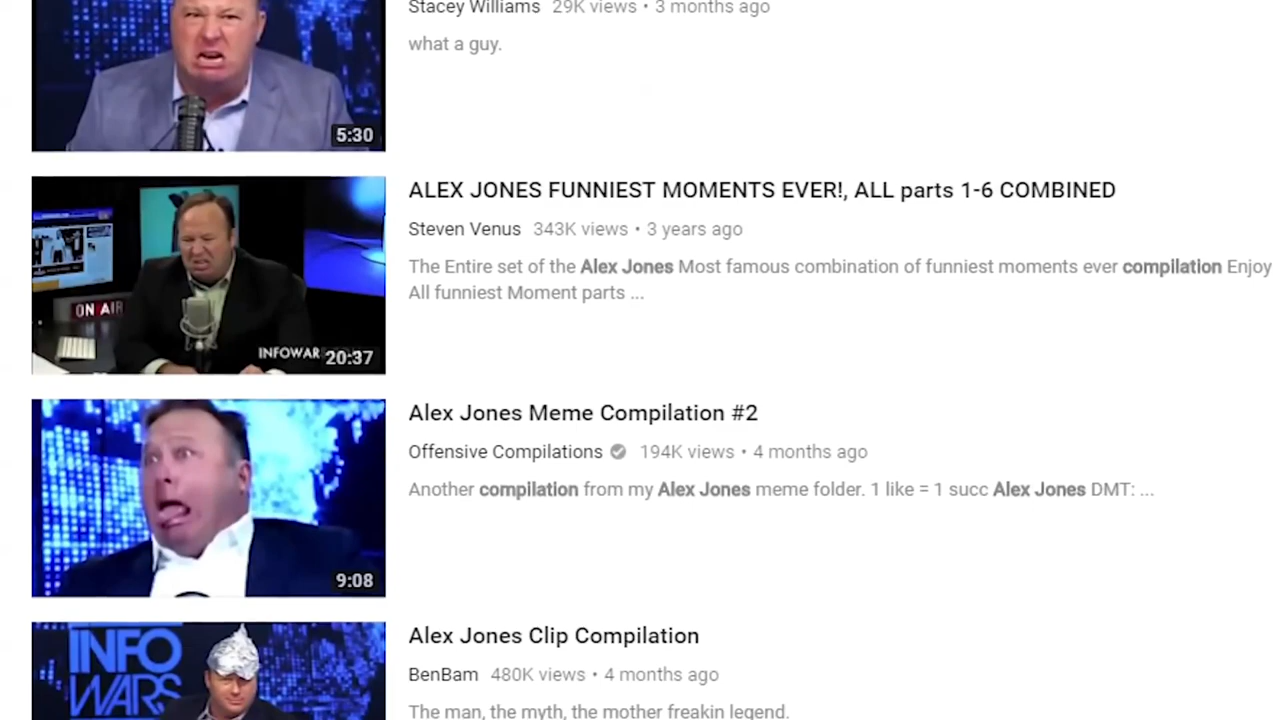 Stacey Williams 29K views • 3 months ago
what a guy.
5:30
ALEX JONES FUNNIEST MOMENTS EVER!, ALL parts 1-6 COMBINED
Steven Venus 343K views • 3 years ago
The Entire set of the Alex Jones Most famous combination of funniest moments ever compilation Enjoy
All funniest Moment parts ...
ON AIR
INFOWAR
20:37
Alex Jones Meme Compilation #2
Offensive Compilations 194K views • 4 months ago
Another compilation from my Alex Jones meme folder. 1 like = 1 succ Alex Jones DMT: ...
9:08
INFO
WARS
Alex Jones Clip Compilation
BenBam 480K views • 4 months ago
The man, the myth, the mother freakin legend.